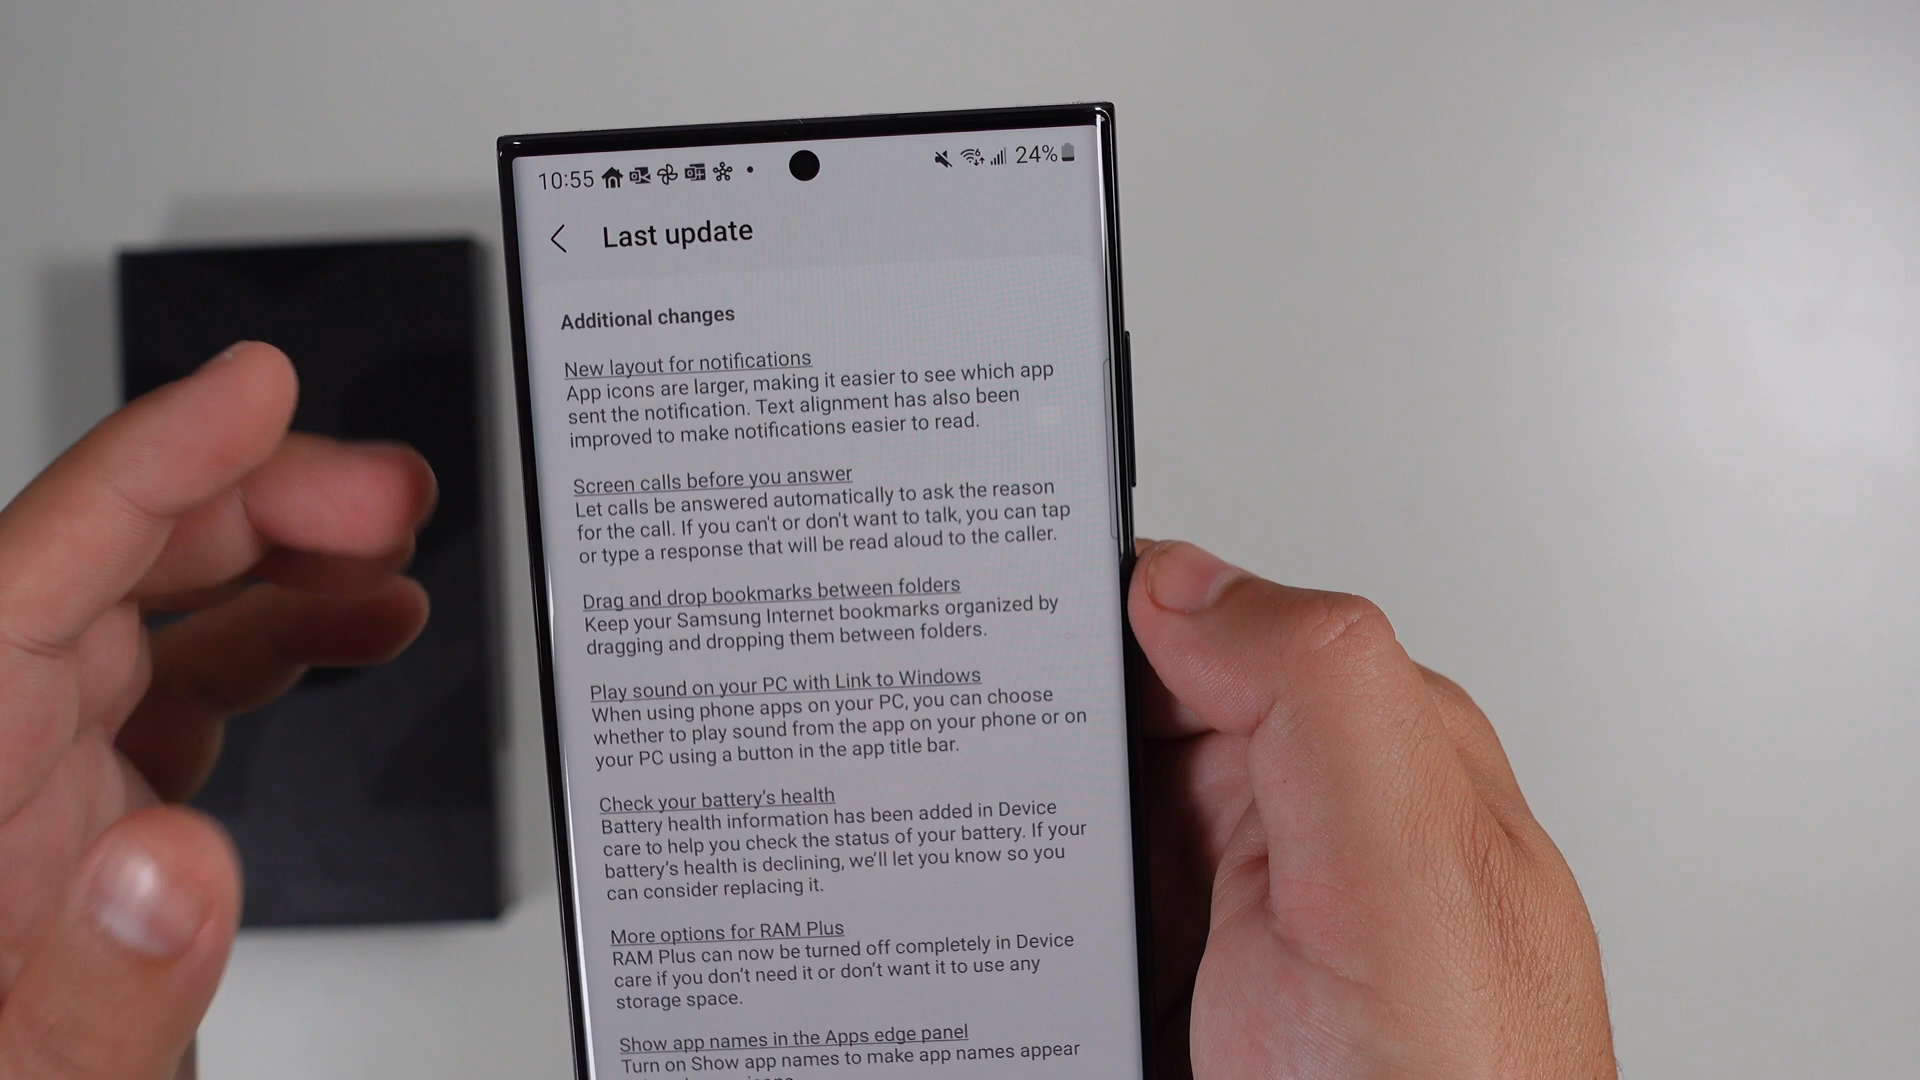 10:55
24%
Last update
Additional changes
New layout for notifications
App icons are larger, making it easier to see which app
sent the notification. Text alignment has also been
improved to make notifications easier to read.
Screen calls before you answer
Let calls be answered automatically to ask the reason
for the call. If you can't or don't want to talk, you can tap
or type a response that will be read aloud to the caller.
Drag and drop bookmarks between folders
Keep your Samsung Internet bookmarks organized by
dragging and dropping them between folders.
Play sound on your PC with Link to Windows
When using phone apps on your PC, you can choose
whether to play sound from the app on your phone or on
your PC using a button in the app title bar.
Check your battery's health
Battery health information has been added in Device
care to help you check the status of your battery. If your
battery's health is declining, we'll let you know so you
can consider replacing it.
More options for RAM Plus
RAM Plus can now be turned off completely in Device
care if you don't need it or don't want it to use any
storage space.
Show app names in the Apps edge panel
Turn on Show app names to make app names appear